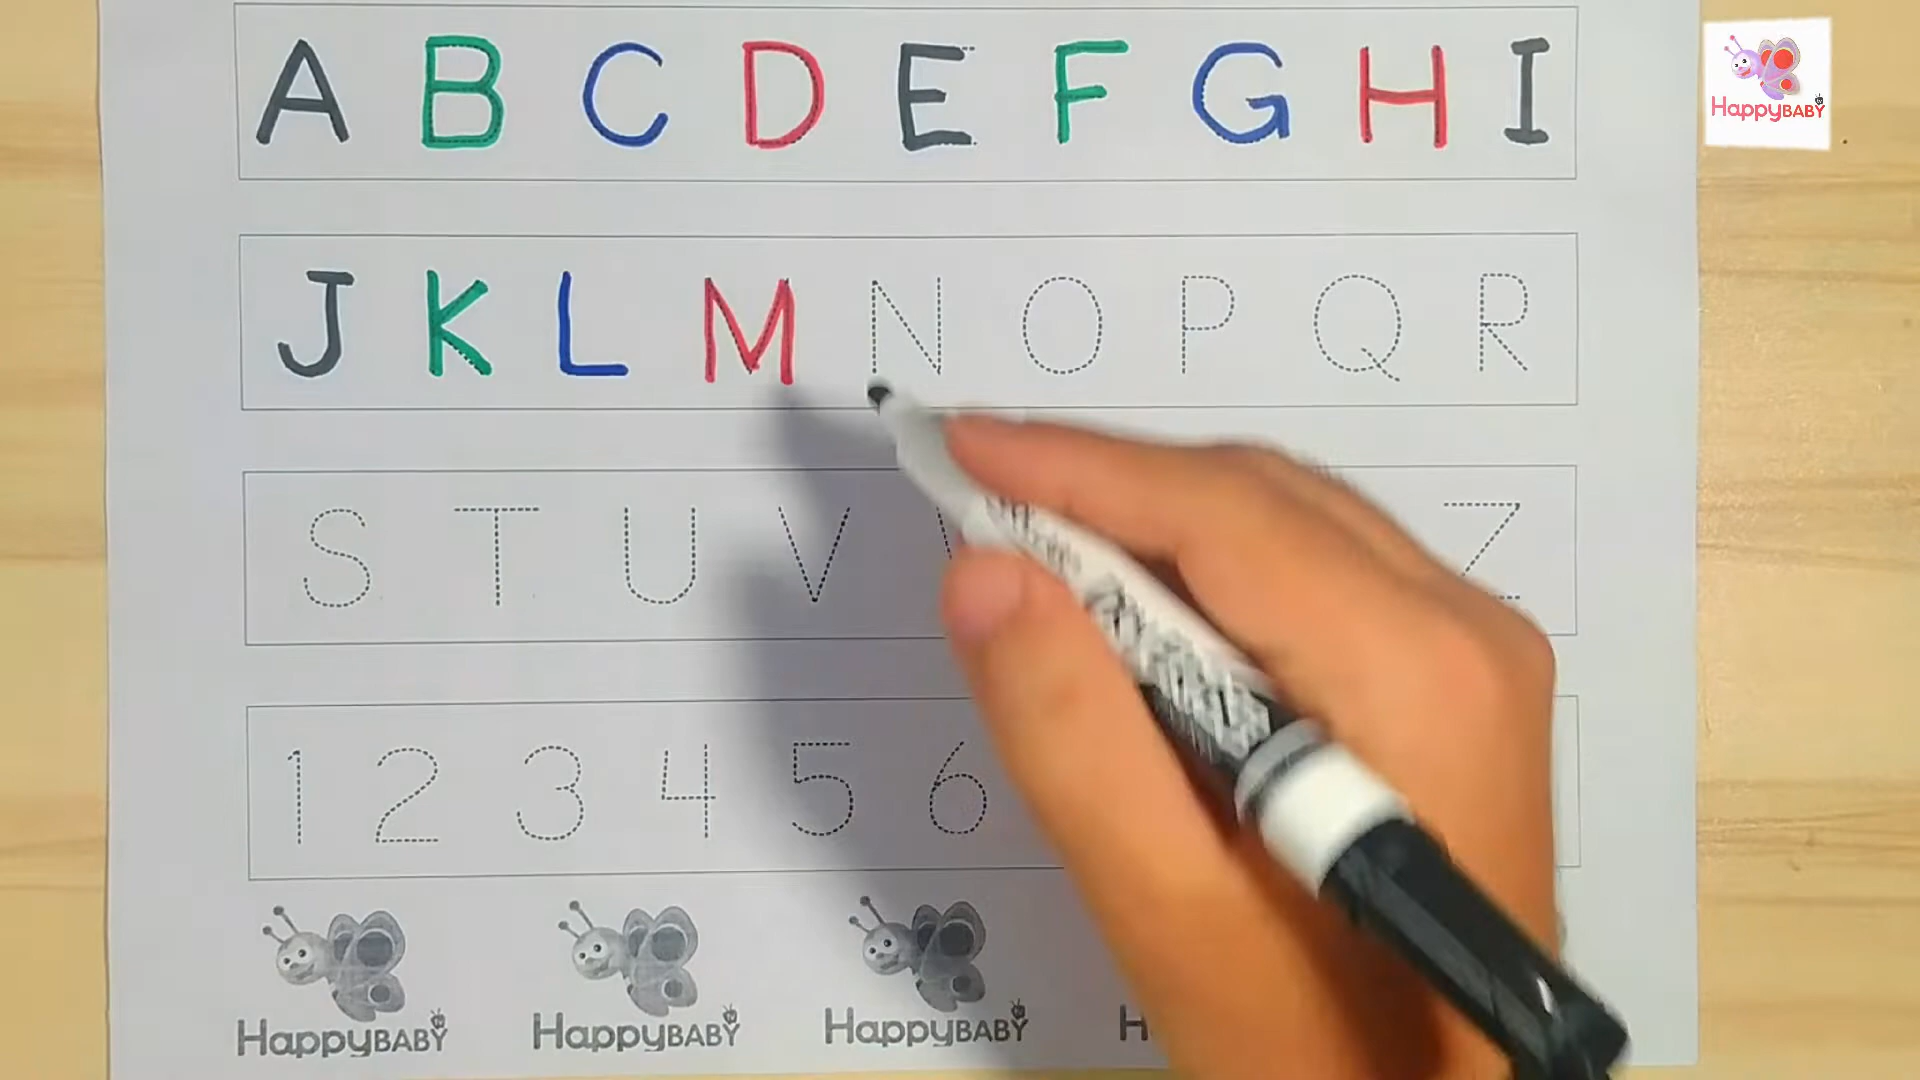 A B C D E F G H I
HappyBABY
J K L M N O P Q R
S T U V Z
1 2 3 4 5 6
HappyBABY HappyBABY HappyBABY H